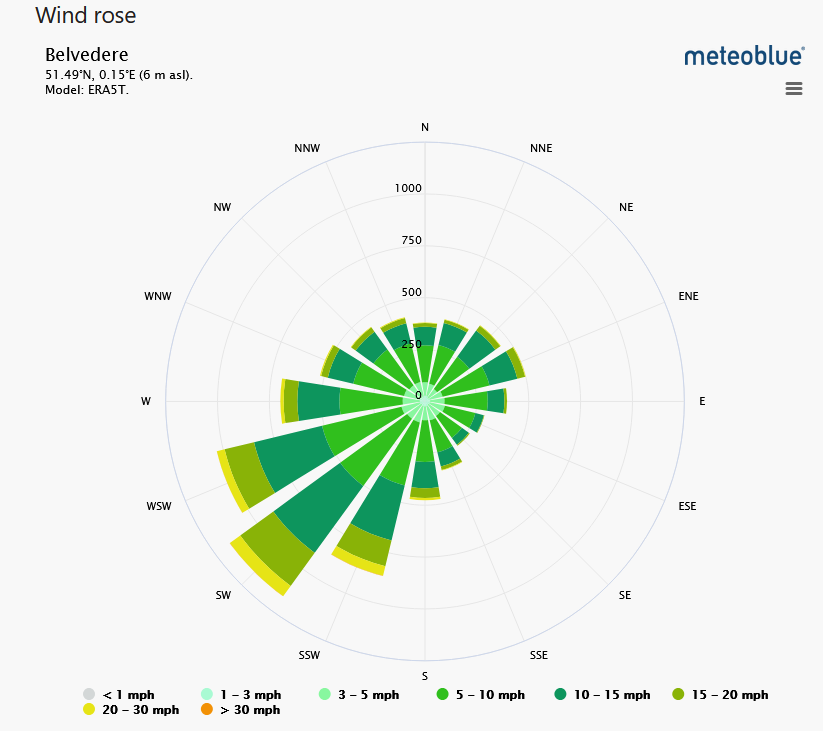 Wind rose
Belvedere
51.49°N, 0.15°E (6 m asl).
Model: ERA5T.
meteoblue®
N
NNW
NNE
NW
NE
1000
750
WNW
ENE
500
250
0
W
E
WSW
ESE
SW
SE
SSW
SSE
S
< 1 mph 1 – 3 mph 3 – 5 mph 5 – 10 mph 10 – 15 mph 15 – 20 mph
20 – 30 mph > 30 mph